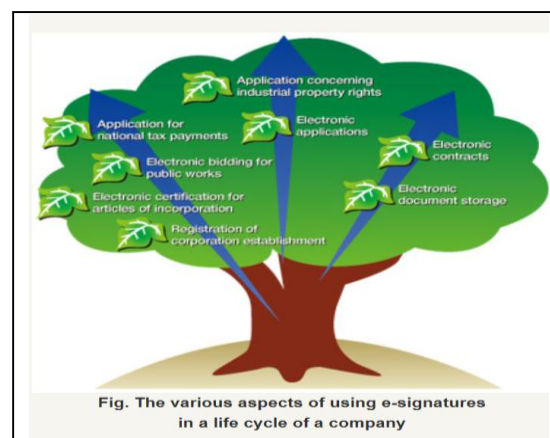 Application concerning
industrial property rights
Application for
national tax payments
Electronic
applications
Electronic
contracts
Electronic bidding for
public works
Electronic certification for
articles of incorporation
Electronic
document storage
Registration of
corporation establishment
Fig. The various aspects of using e-signatures
in a life cycle of a company